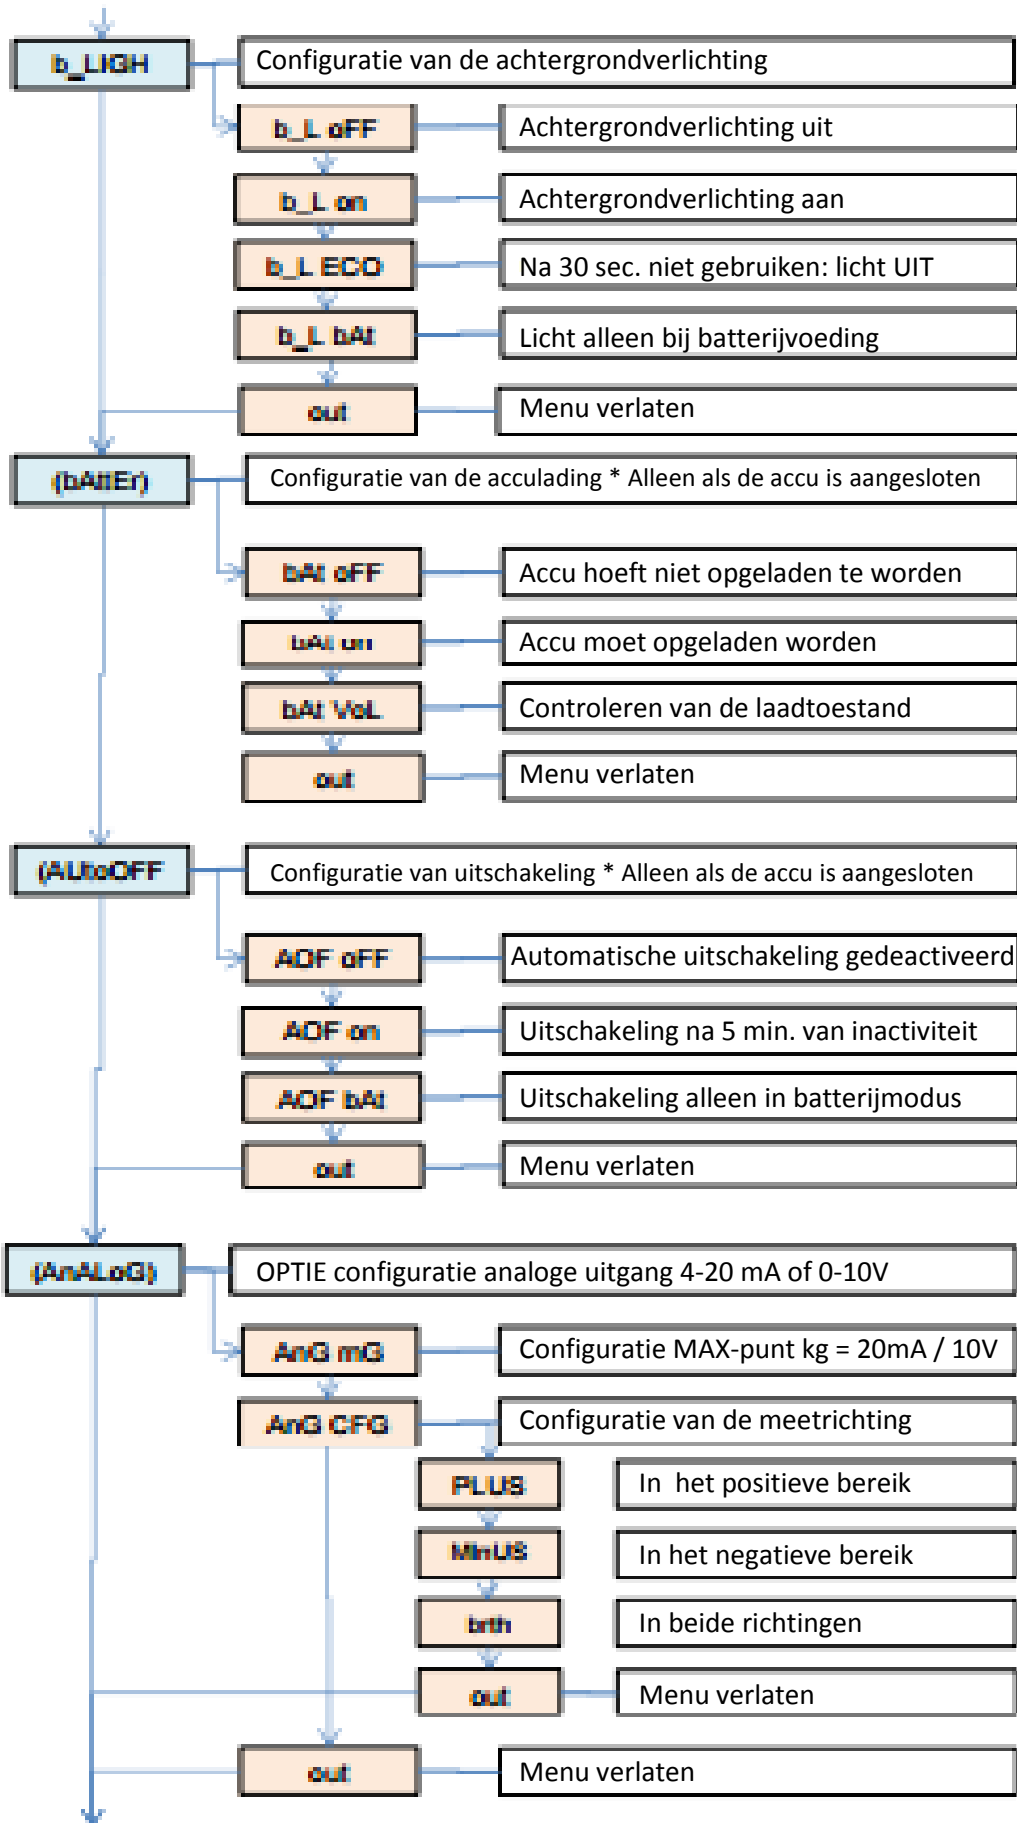 b_LIGH
Configuratie van de achtergrondverlichting
b_L oFF
Achtergrondverlichting uit
b_L on
Achtergrondverlichting aan
b_L ECO
Na 30 sec. niet gebruiken: licht UIT
b_L bAt
Licht alleen bij batterijvoeding
out
Menu verlaten
(bAttEr)
Configuratie van de acculading * Alleen als de accu is aangesloten
bAt oFF
Accu hoeft niet opgeladen te worden
bAt on
Accu moet opgeladen worden
bAt VoL
Controleren van de laadtoestand
out
Menu verlaten
(AUtoOFF
Configuratie van uitschakeling * Alleen als de accu is aangesloten
AOF oFF
Automatische uitschakeling gedeactiveerd
AOF on
Uitschakeling na 5 min. van inactiviteit
AOF bAt
Uitschakeling alleen in batterijmodus
out
Menu verlaten
(AnALoG)
OPTIE configuratie analoge uitgang 4-20 mA of 0-10V
AnG mG
Configuratie MAX-punt kg = 20mA / 10V
AnG CFG
Configuratie van de meetrichting
PLUS
In het positieve bereik
MInUS
In het negatieve bereik
In beide richtingen
out
Menu verlaten
out
Menu verlaten